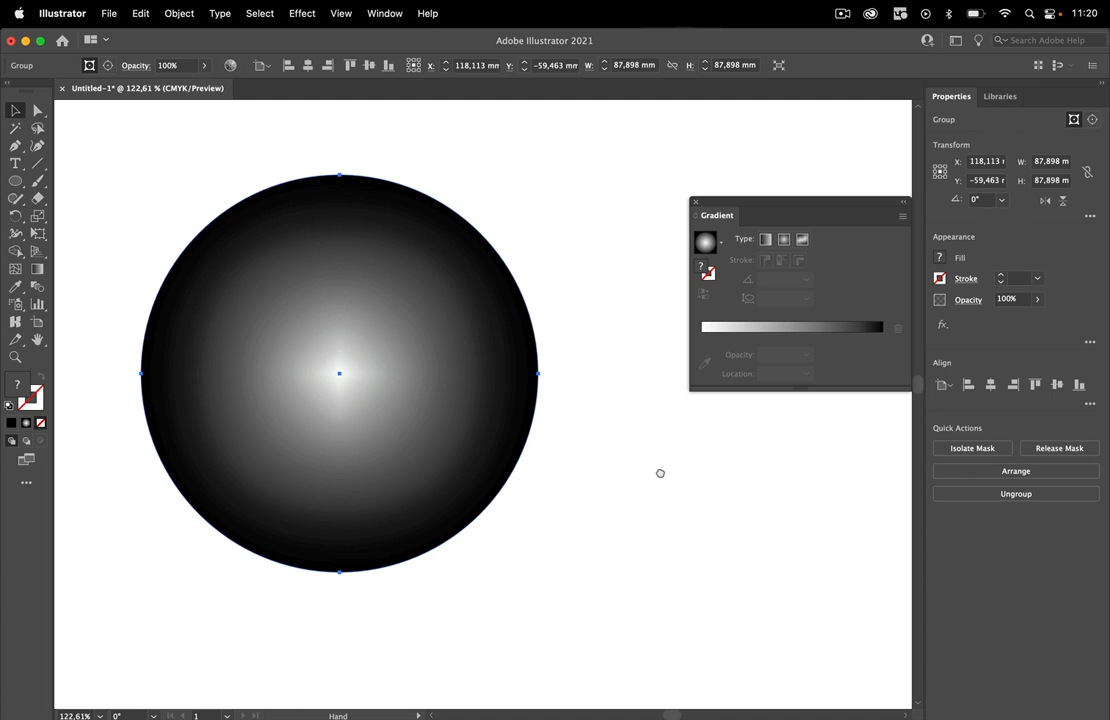 Illustrator File Edit Object Type Select Effect View Window Help 11:20
Adobe Illustrator 2021 Search Adobe Help
Group Opacity: 100% X: 118,113 mm Y: -59,463 mm W: 87,898 mm H: 87,898 mm
Untitled-1* @ 122,61 % (CMYK/Preview)
Properties Libraries
Group
Transform
X: 118,113 W: 87,898 M
Y: -59,463 H: 87,898 M
0°
Appearance
? Fill
Stroke
Opacity 100%
fx.
Align
Quick Actions
Isolate Mask Release Mask
Arrange
Ungroup
Gradient
Type:
Stroke:
?
Opacity:
Location:
?
122,61% 0° 1 Hand